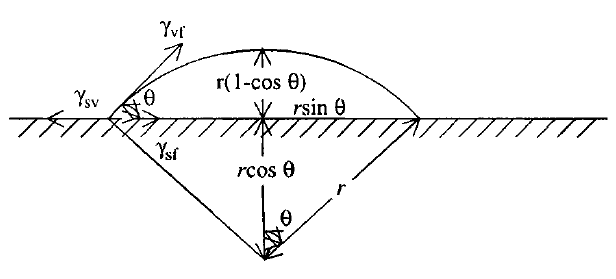 γvf
θ
r(1-cos θ)
γsv
rsin θ
γsf
rcos θ
r
θ